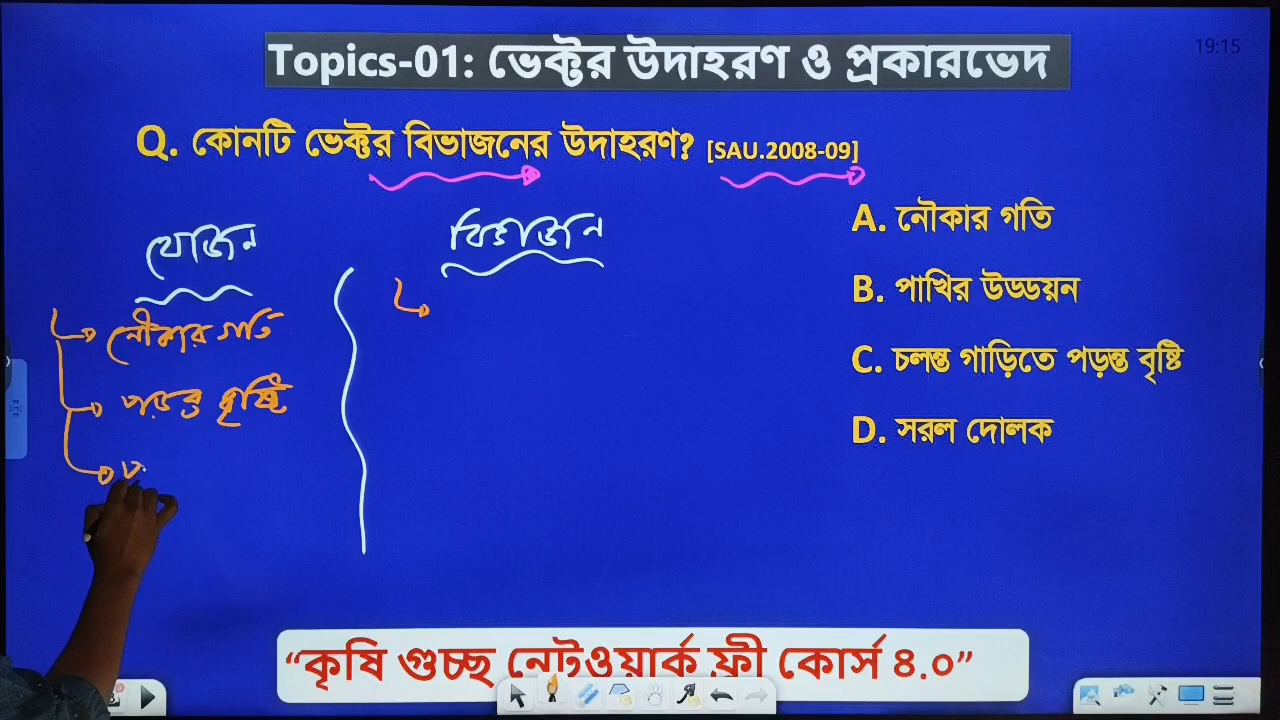 19:15
Topics-01: ভেক্টর উদাহরণ ও প্রকারভেদ
Q. কোনটি ভেক্টর বিভাজনের উদাহরণ? [SAU.2008-09]
A. নৌকার গতি
B. পাখির উড্ডয়ন
C. চলন্ত গাড়িতে পড়ন্ত বৃষ্টি
D. সরল দোলক
যোজন
নৌকার গতি
পড়ন্ত বৃষ্টি
বিভাজন
“কৃষি গুচ্ছ নেটওয়ার্ক ফ্রী কোর্স ৪.০”